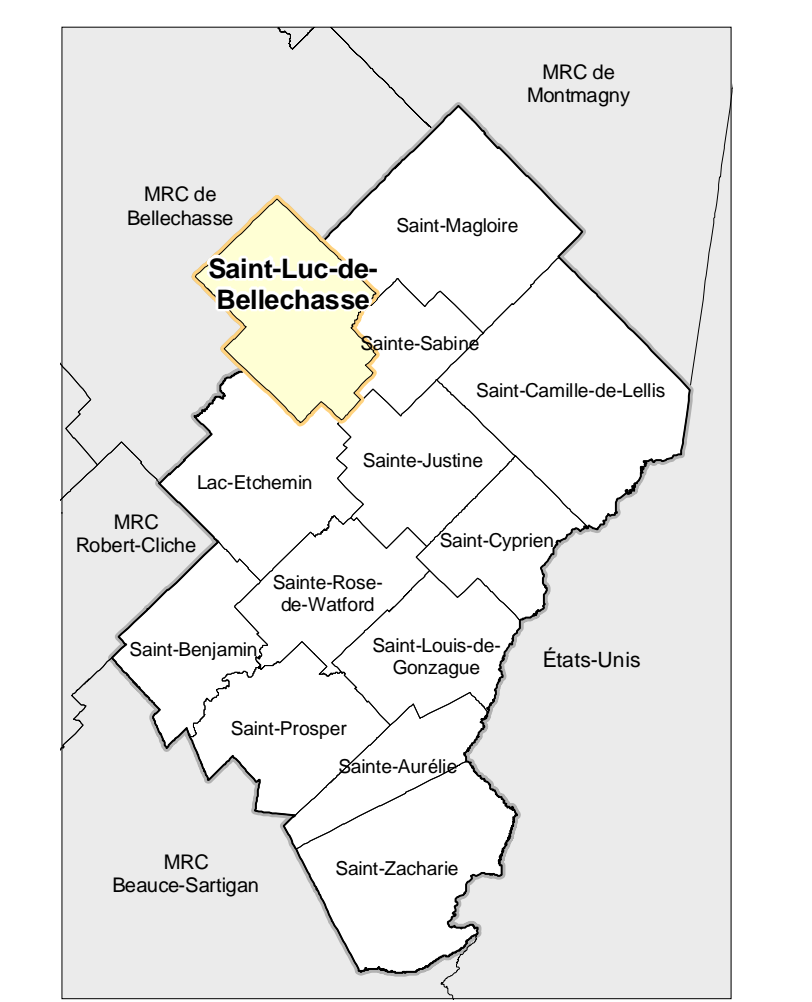 MRC de
Montmagny
MRC de
Bellechasse
Saint-Magloire
Saint-Luc-de-
Bellechasse
Sainte-Sabine
Saint-Camille-de-Lellis
Sainte-Justine
Lac-Etchemin
MRC
Robert-Cliche
Saint-Cyprien
Sainte-Rose-
de-Watford
Saint-Benjamin
Saint-Louis-de-
Gonzague
États-Unis
Saint-Prosper
Sainte-Aurélie
MRC
Beauce-Sartigan
Saint-Zacharie